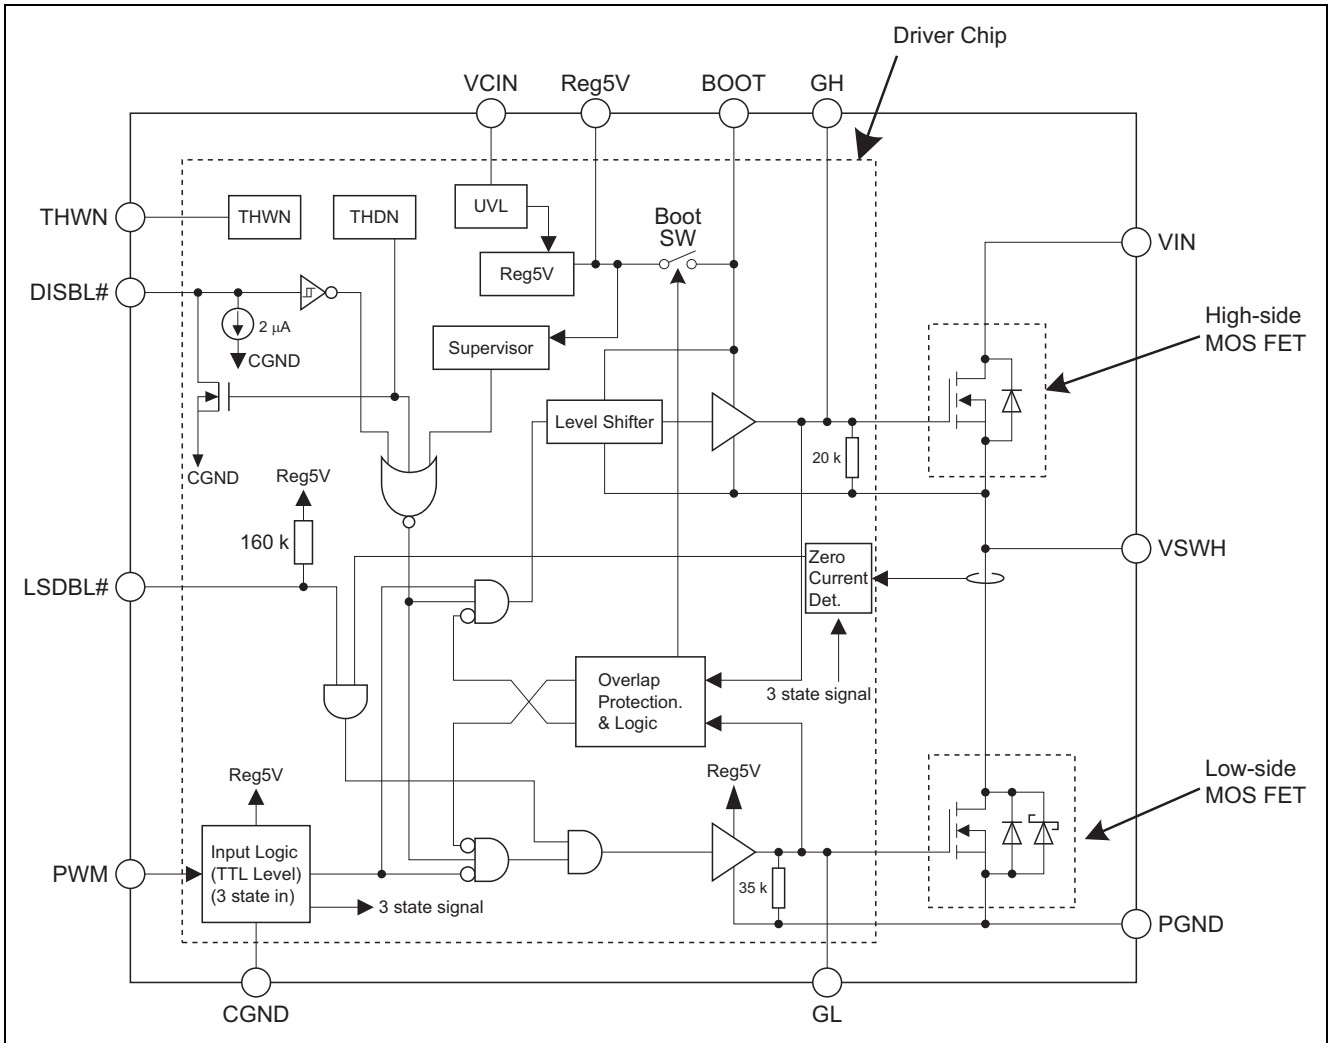 Driver Chip
VCIN
Reg5V
BOOT
GH
THWN
THWN
THDN
UVL
Boot
SW
VIN
Reg5V
DISBL#
2 μA
CGND
Supervisor
High-side
MOS FET
Level Shifter
20 k
CGND
Reg5V
160 k
VSWH
Zero
Current
Det.
LSDBL#
3 state signal
Overlap
Protection.
& Logic
Reg5V
Reg5V
Low-side
MOS FET
Input Logic
(TTL Level)
(3 state in)
PWM
35 k
3 state signal
PGND
CGND
GL